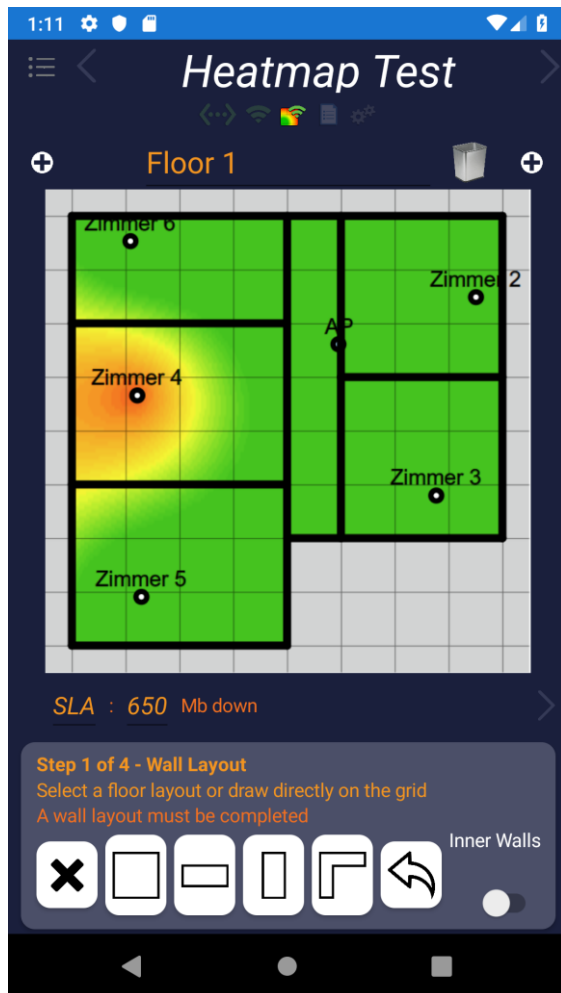 1:11
Heatmap Test
Floor 1
Zimmer 6
Zimmer 2
AP
Zimmer 4
Zimmer 3
Zimmer 5
SLA : 650 Mb down
Step 1 of 4 - Wall Layout
Select a floor layout or draw directly on the grid
A wall layout must be completed
Inner Walls